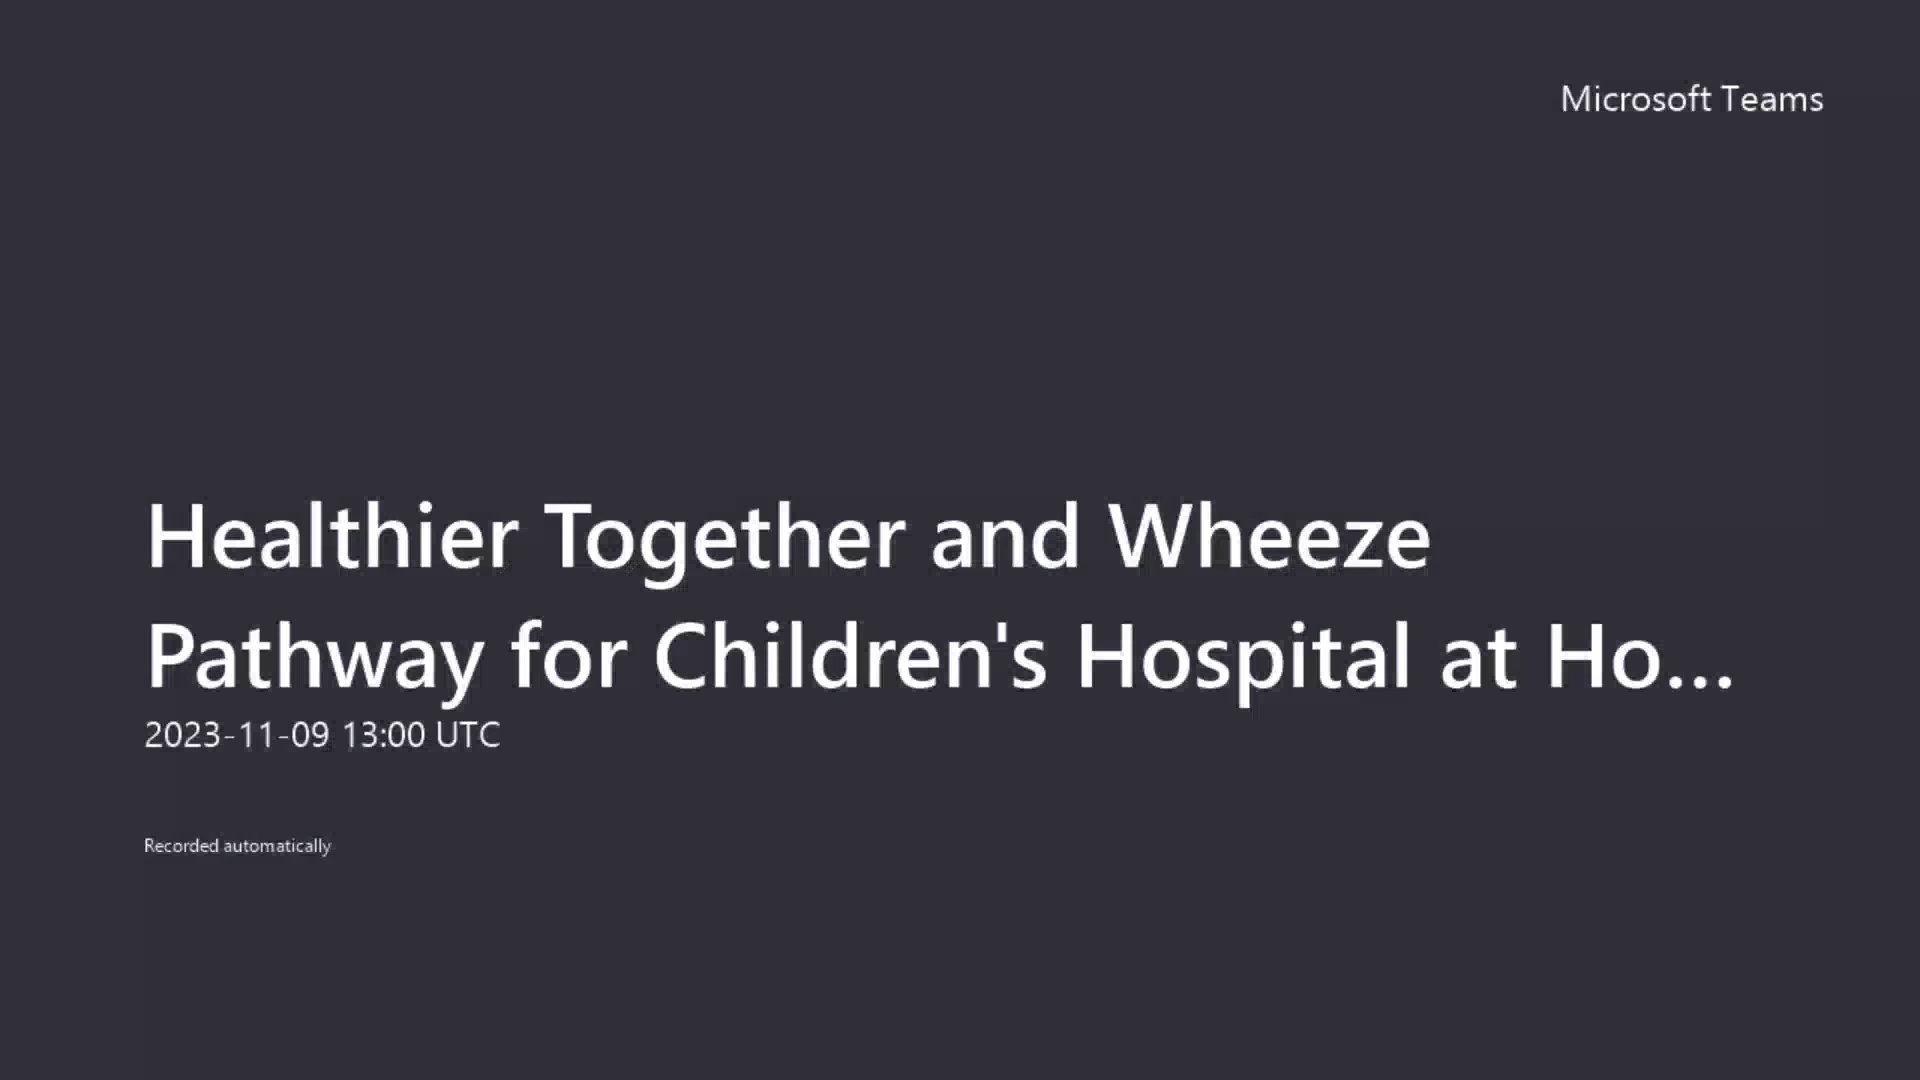 Microsoft Teams
Healthier Together and Wheeze
Pathway for Children's Hospital at Ho...
2023-11-09 13:00 UTC
Recorded automatically